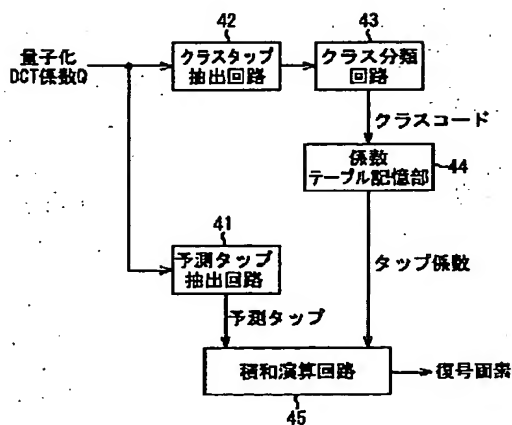 量子化
DCT係数Q
42
クラスタップ
抽出回路
43
クラス分類
回路
クラスコード
係数
テーブル記憶部
44
41
予測タップ
抽出回路
タップ係数
予測タップ
積和演算回路
復号画素
45